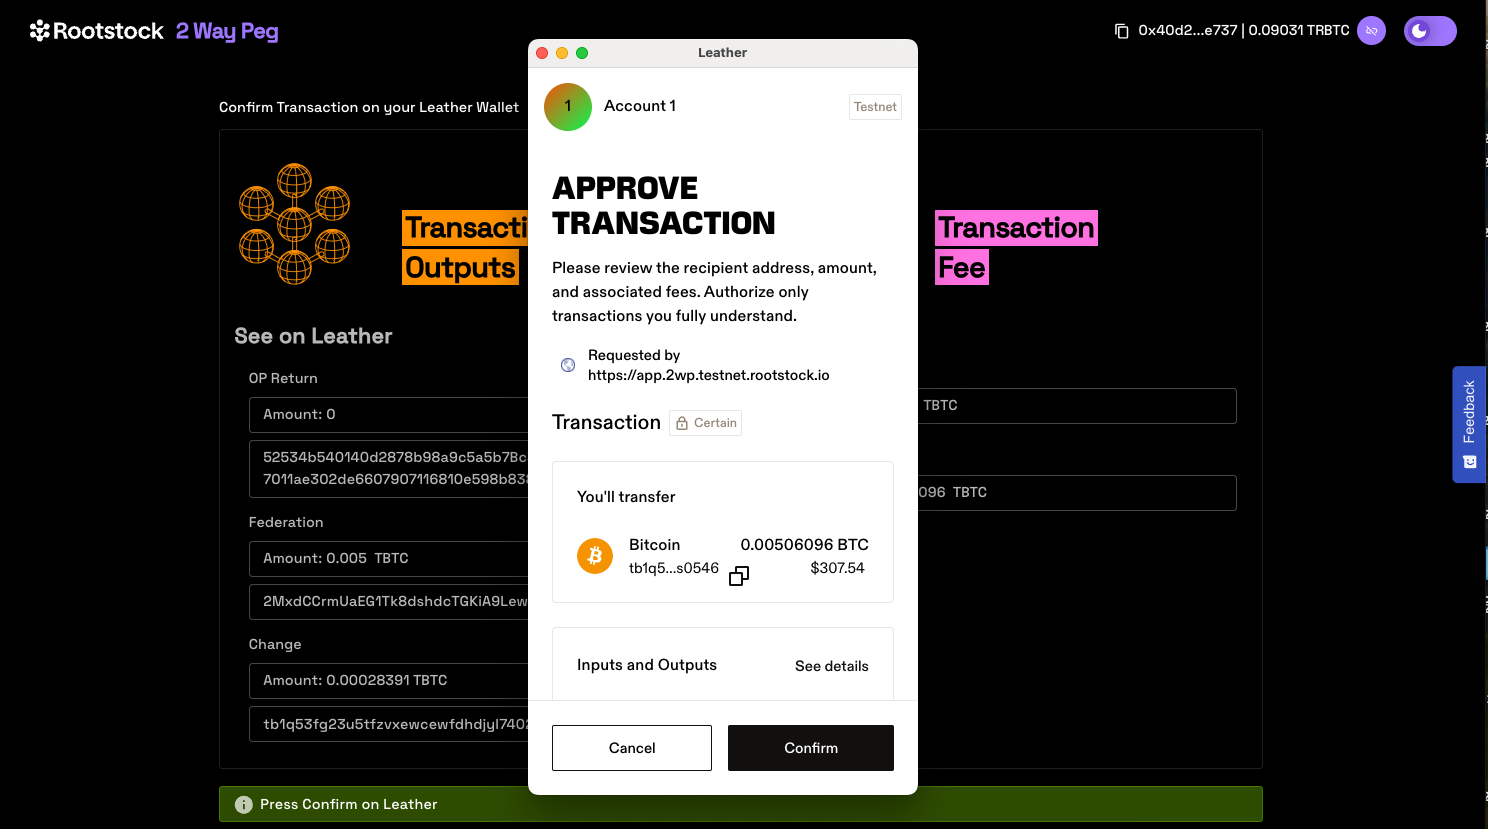 Rootstock 2 Way Peg
0x40d2...e737 | 0.09031 TRBTC
Confirm Transaction on your Leather Wallet
Transacti
Outputs
See on Leather
OP Return
Amount: 0
52534b540140d2878b98a9c5a5b7Bc
7011ae302de6607907116810e598b83
Federation
Amount: 0.005 TBTC
2MxdCCrmUaEG1Tk8dshdcTGKiA9Lew
Change
Amount: 0.00028391 TBTC
tb1q53fg23u5tfzvxewcewfdhdjyl740
Leather
1
Account 1
Testnet
APPROVE
TRANSACTION
Please review the recipient address, amount,
and associated fees. Authorize only
transactions you fully understand.
Requested by
https://app.2wp.testnet.rootstock.io
Transaction
Certain
You'll transfer
Bitcoin
0.00506096 BTC
tb1q5...s0546
$307.54
Inputs and Outputs
See details
Cancel
Confirm
Transaction
Fee
TBTC
096 TBTC
Feedback
Press Confirm on Leather